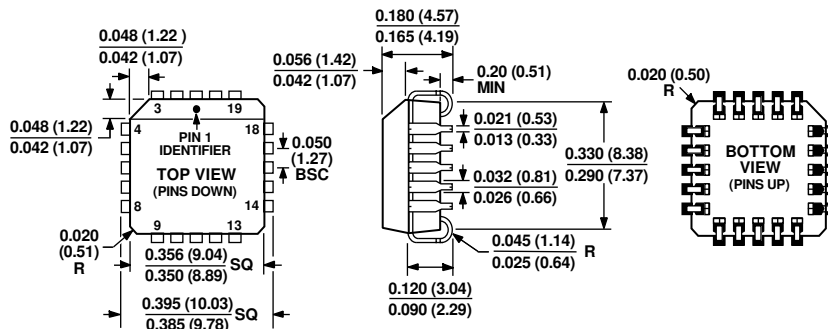 0.048 (1.22 )
0.042 (1.07)
0.048 (1.22)
0.042 (1.07)
3
19
4
18
PIN 1
IDENTIFIER
TOP VIEW
(PINS DOWN)
8
14
9
13
0.050
(1.27)
BSC
0.020
(0.51)
R
0.356 (9.04)
0.350 (8.89)
SQ
0.395 (10.03)
0.385 (9.78)
SQ
0.180 (4.57)
0.165 (4.19)
0.056 (1.42)
0.042 (1.07)
0.20 (0.51)
MIN
0.021 (0.53)
0.013 (0.33)
0.032 (0.81)
0.026 (0.66)
0.330 (8.38)
0.290 (7.37)
0.045 (1.14)
0.025 (0.64)
R
0.120 (3.04)
0.090 (2.29)
0.020 (0.50)
R
BOTTOM
VIEW
(PINS UP)